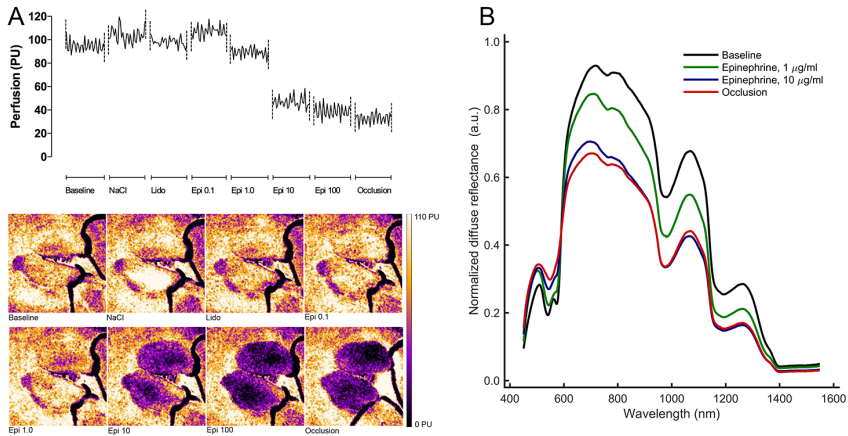 A
Perfusion (PU)
120
100
80
60
40
20
0
Baseline NaCl Lido Epi 0.1 Epi 1.0 Epi 10 Epi 100 Occlusion
110 PU
Baseline NaCl Lido Epi 0.1
Epi 1.0 Epi 10 Epi 100 Occlusion
0 PU
B
Normalized diffuse reflectance (a.u.)
1.0
0.8
0.6
0.4
0.2
0.0
Baseline
Epinephrine, 1 μg/ml
Epinephrine, 10 μg/ml
Occlusion
400 600 800 1000 1200 1400 1600
Wavelength (nm)